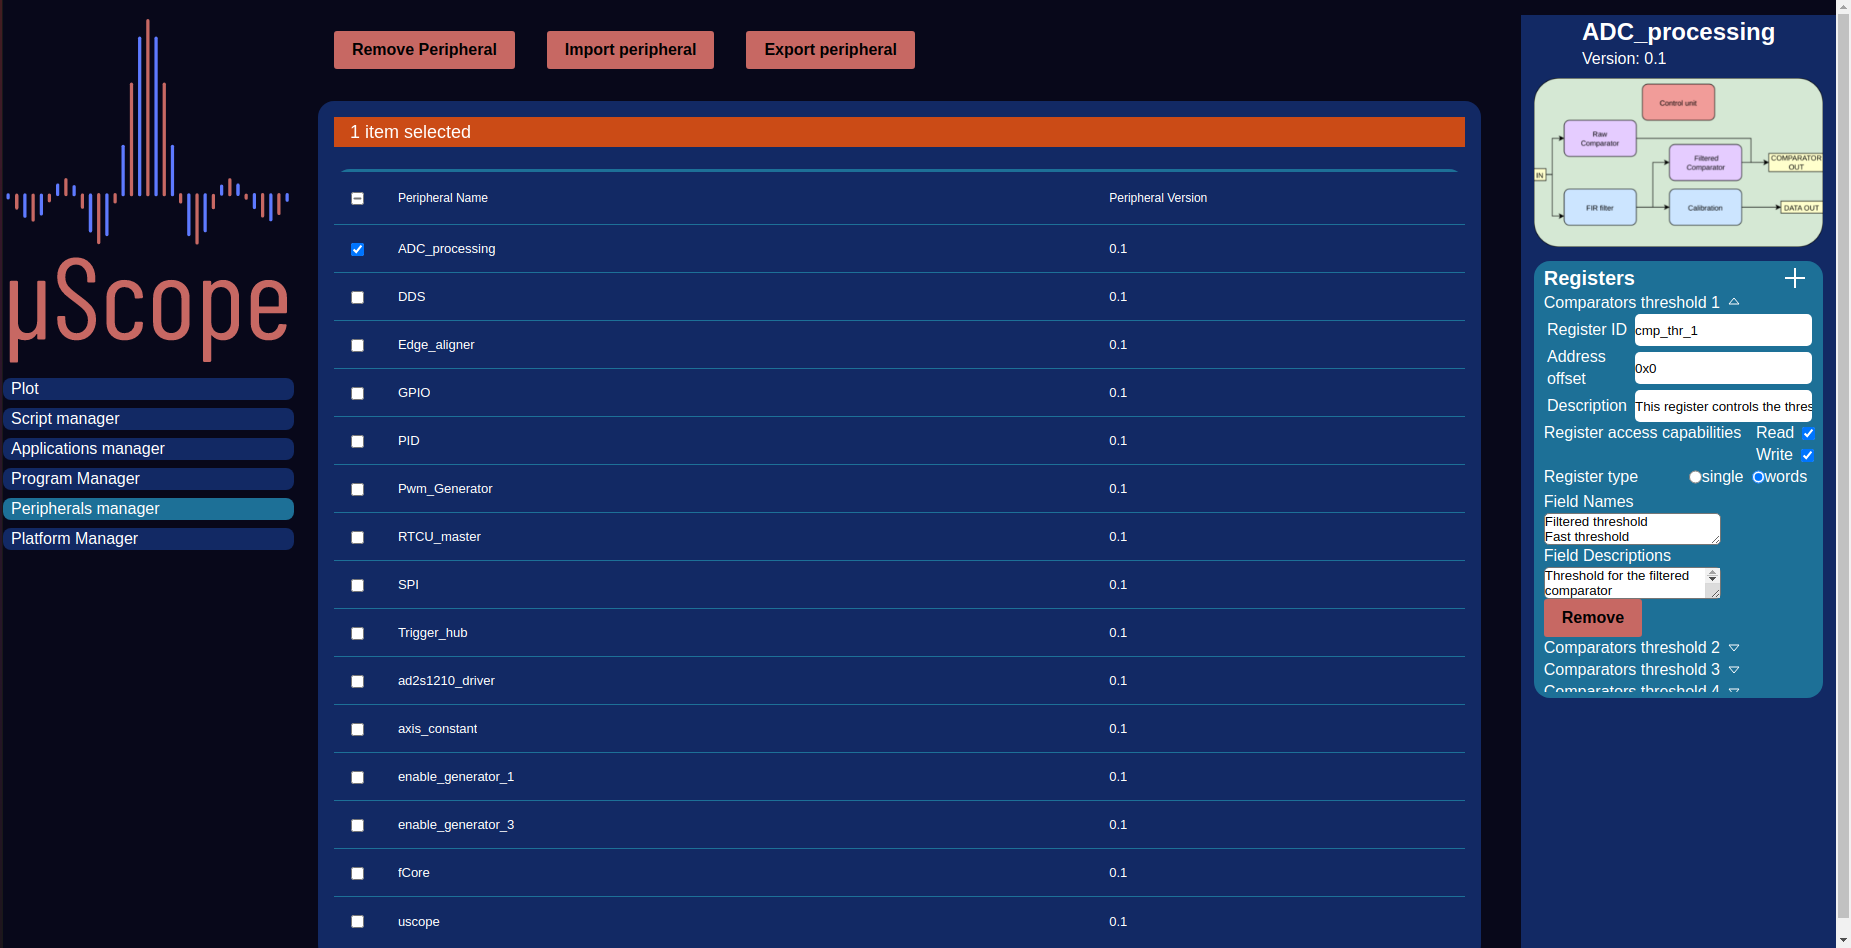 µScope
Plot
Script manager
Applications manager
Program Manager
Peripherals manager
Platform Manager
Remove Peripheral
Import peripheral
Export peripheral
1 item selected
Peripheral Name Peripheral Version
ADC_processing 0.1
DDS 0.1
Edge_aligner 0.1
GPIO 0.1
PID 0.1
Pwm_Generator 0.1
RTCU_master 0.1
SPI 0.1
Trigger_hub 0.1
ad2s1210_driver 0.1
axis_constant 0.1
enable_generator_1 0.1
enable_generator_3 0.1
fCore 0.1
uscope 0.1
ADC_processing
Version: 0.1
Control unit
Raw
Comparator
Filtered
Comparator
COMPARATOR
OUT
IN
FIR filter
Calibration
DATA OUT
Registers
Comparators threshold 1
Register ID cmp_thr_1
Address
offset
0x0
Description This register controls the thres
Register access capabilities Read
Write
Register type single words
Field Names
Filtered threshold
Fast threshold
Field Descriptions
Threshold for the filtered
comparator
Remove
Comparators threshold 2
Comparators threshold 3
Comparators threshold 4